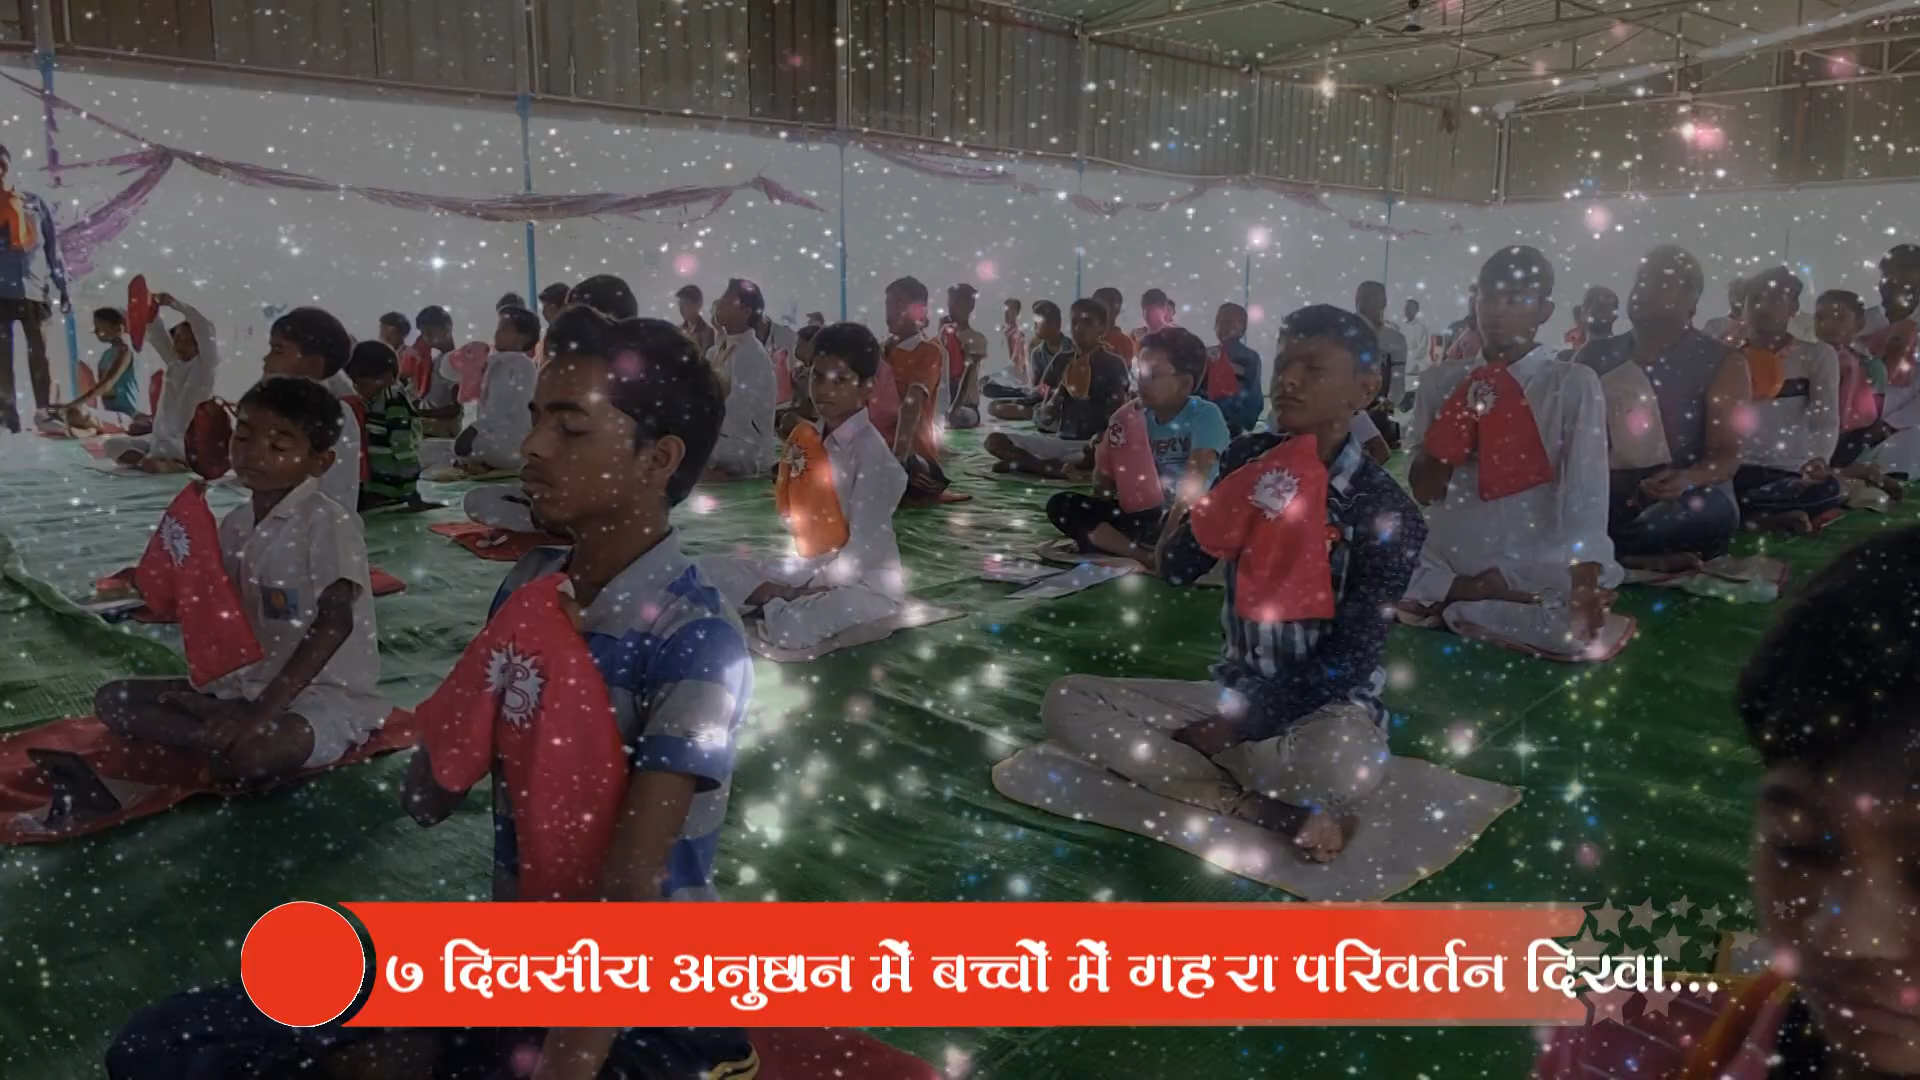 ७ दिवसीय अनुष्ठान में बच्चों में गहरा परिवर्तन दिखा...